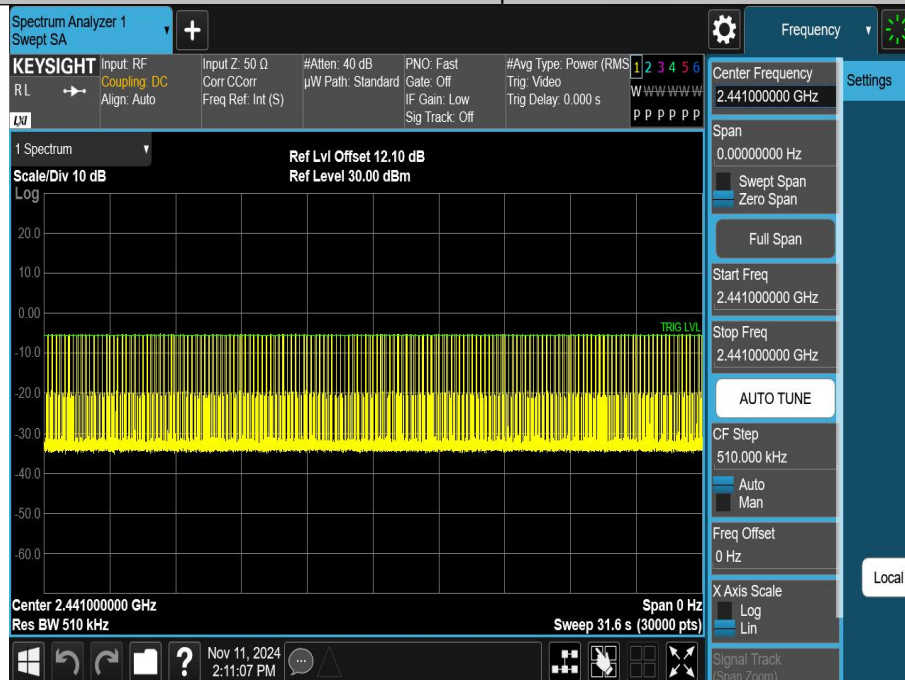 Spectrum Analyzer 1
Swept SA
Frequency
KEYSIGHT
RL
LXI
Input: RF
Coupling: DC
Align: Auto
Input Z: 50 Ω
Corr CCorr
Freq Ref: Int (S)
#Atten: 40 dB
µW Path: Standard
PNO: Fast
Gate: Off
IF Gain: Low
Sig Track: Off
#Avg Type: Power (RMS
Trig: Video
Trig Delay: 0.000 s
1 2 3 4 5 6
W W W W W W
P P P P P P
1 Spectrum
Scale/Div 10 dB
Ref Lvl Offset 12.10 dB
Ref Level 30.00 dBm
Log
20.0
10.0
0.00
TRIG LVL
-10.0
-20.0
-30.0
-40.0
-50.0
-60.0
Center 2.441000000 GHz
Span 0 Hz
Res BW 510 kHz
Sweep 31.6 s (30000 pts)
Center Frequency
2.441000000 GHz
Settings
Span
0.00000000 Hz
Swept Span
Zero Span
Full Span
Start Freq
2.441000000 GHz
Stop Freq
2.441000000 GHz
AUTO TUNE
CF Step
510.000 kHz
Auto
Man
Freq Offset
0 Hz
Local
X Axis Scale
Log
Lin
Signal Track
(Span Zoom)
?
Nov 11, 2024
2:11:07 PM